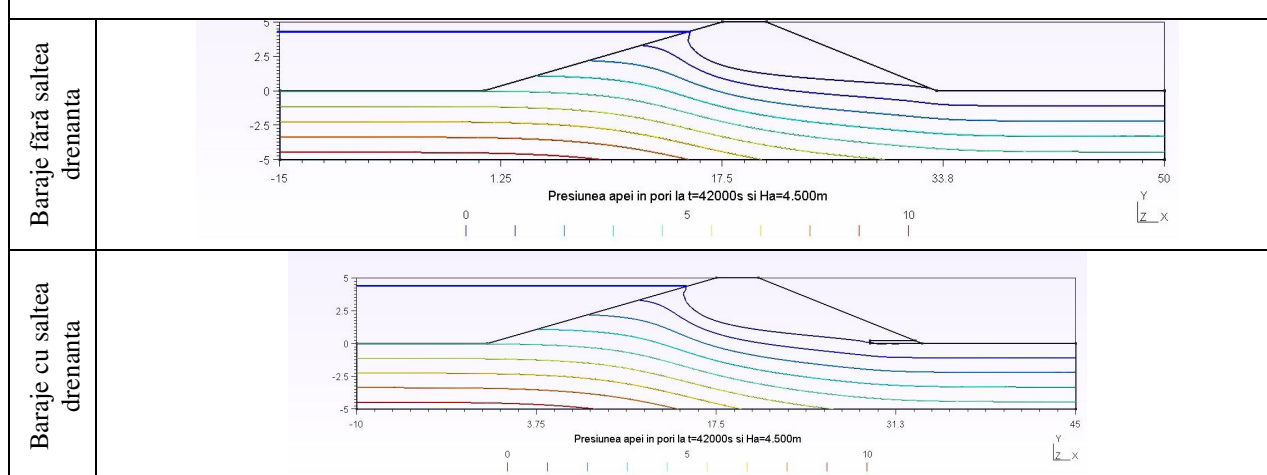 Baraje fără saltea
drenanta
5
2.5
0
-2.5
-5
-15 1.25 17.5 33.8 50
Presiunea apei in pori la t=42000s si Ha=4.500m
0 5 10
Y
Z X
Baraje cu saltea
drenanta
5
2.5
0
-2.5
-5
-10 3.75 17.5 31.3 45
Presiunea apei in pori la t=42000s si Ha=4.500m
0 5 10
Y
Z X